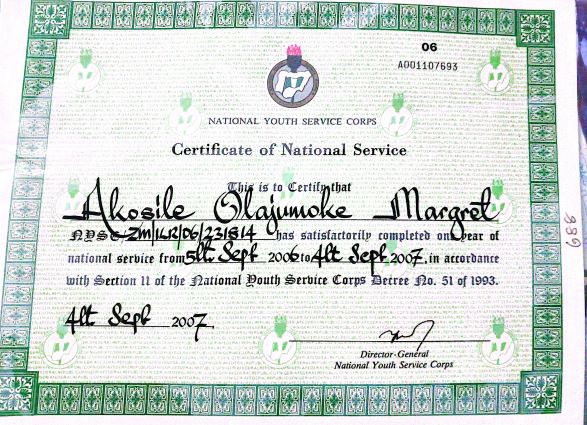 06
A001107693
NATIONAL YOUTH SERVICE CORPS
Certificate of National Service
This is to Certify that
Akosile Olajumoke Margret
NYSC ZM/ILR/06/231814 has satisfactorily completed one year of
national service from 5th Sept 2006 to 4th Sept 2007, in accordance
with Section 11 of the National Youth Service Corps Decree No. 51 of 1993.
4th Sept 2007.
Director-General
National Youth Service Corps
989